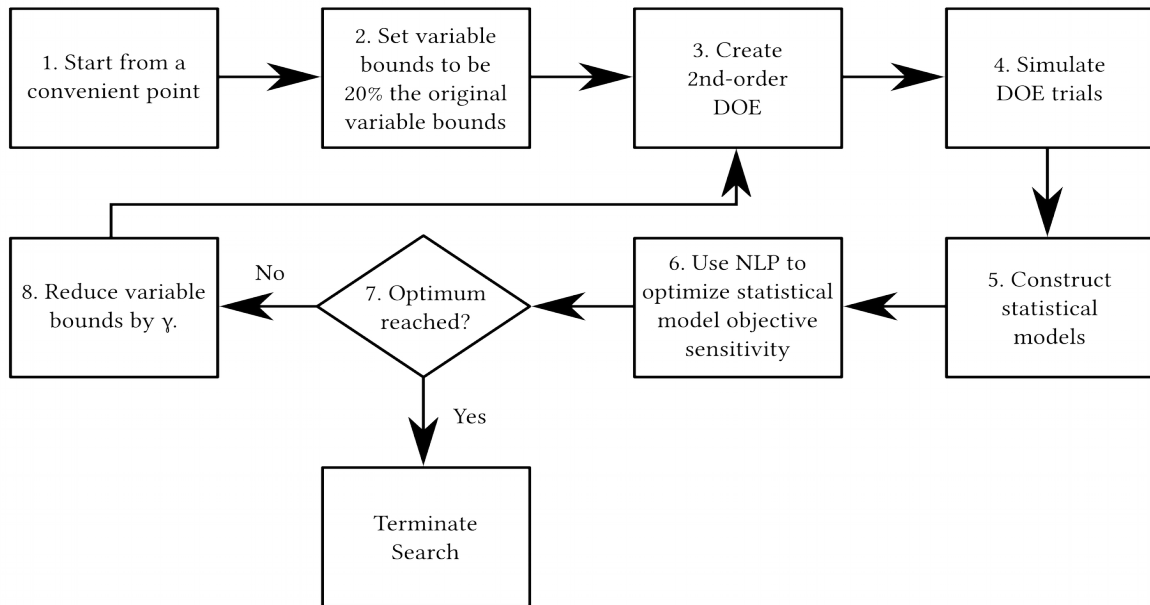 1. Start from a
convenient point
2. Set variable
bounds to be
20% the original
variable bounds
3. Create
2nd-order
DOE
4. Simulate
DOE trials
5. Construct
statistical
models
6. Use NLP to
optimize statistical
model objective
sensitivity
7. Optimum
reached?
No
8. Reduce variable
bounds by γ.
Yes
Terminate
Search